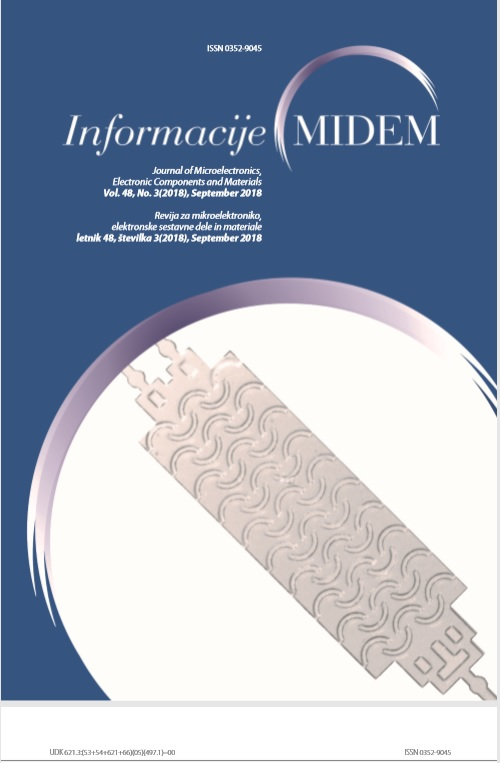 ISSN 0352-9045
Informacije MIDEM
Journal of Microelectronics,
Electronic Components and Materials
Vol. 48, No. 3(2018), September 2018
Revija za mikroelektroniko,
elektronske sestavne dele in materiale
letnik 48, številka 3(2018), September 2018
UDK 621.3:(53+54+621+66)(05)(497.1)=00
ISSN 0352-9045